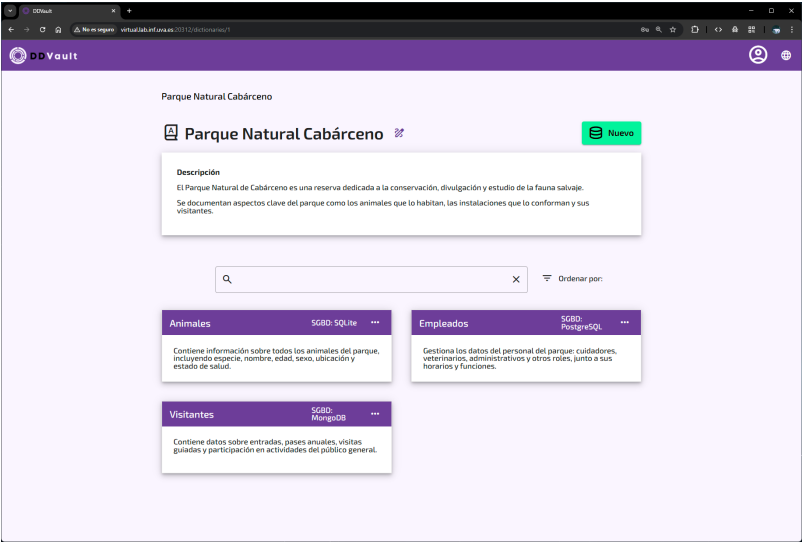 DDVault
No es seguro virtual.lab.inf.uva.es:20312/dictionaries/1
DDVault
Parque Natural Cabárceno
Parque Natural Cabárceno
Nuevo
Descripción
El Parque Natural de Cabárceno es una reserva dedicada a la conservación, divulgación y estudio de la fauna salvaje.
Se documentan aspectos clave del parque como los animales que lo habitan, las instalaciones que lo conforman y sus
visitantes.
Ordenar por:
Animales
SGBD: SQLite
Contiene información sobre todos los animales del parque,
incluyendo especie, nombre, edad, sexo, ubicación y
estado de salud.
Empleados
SGBD:
PostgreSQL
Gestiona los datos del personal del parque: cuidadores,
veterinarios, administrativos y otros roles, junto a sus
horarios y funciones.
Visitantes
SGBD:
MongoDB
Contiene datos sobre entradas, pases anuales, visitas
guiadas y participación en actividades del público general.